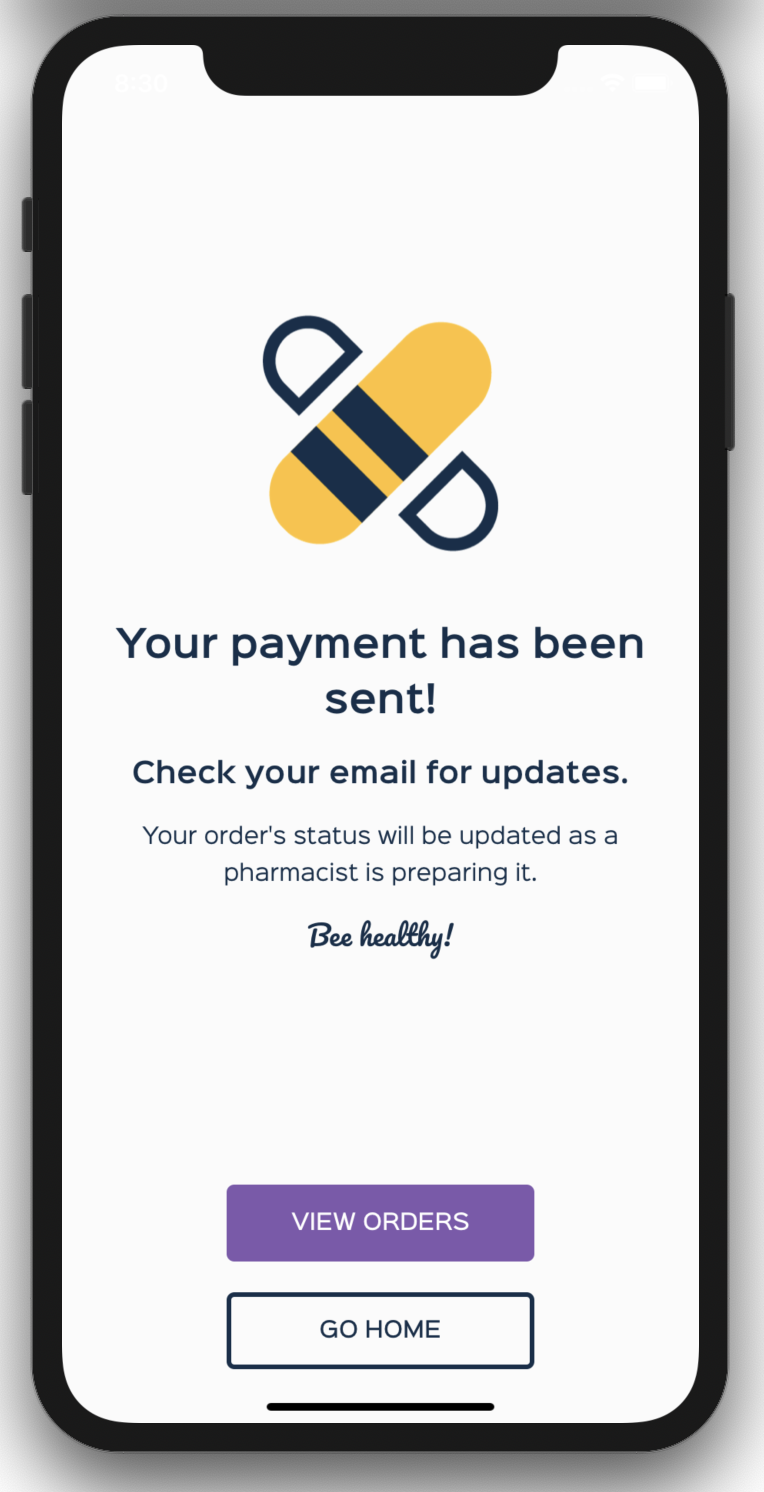 8:30
Your payment has been
sent!
Check your email for updates.
Your order's status will be updated as a
pharmacist is preparing it.
Bee healthy!
VIEW ORDERS
GO HOME